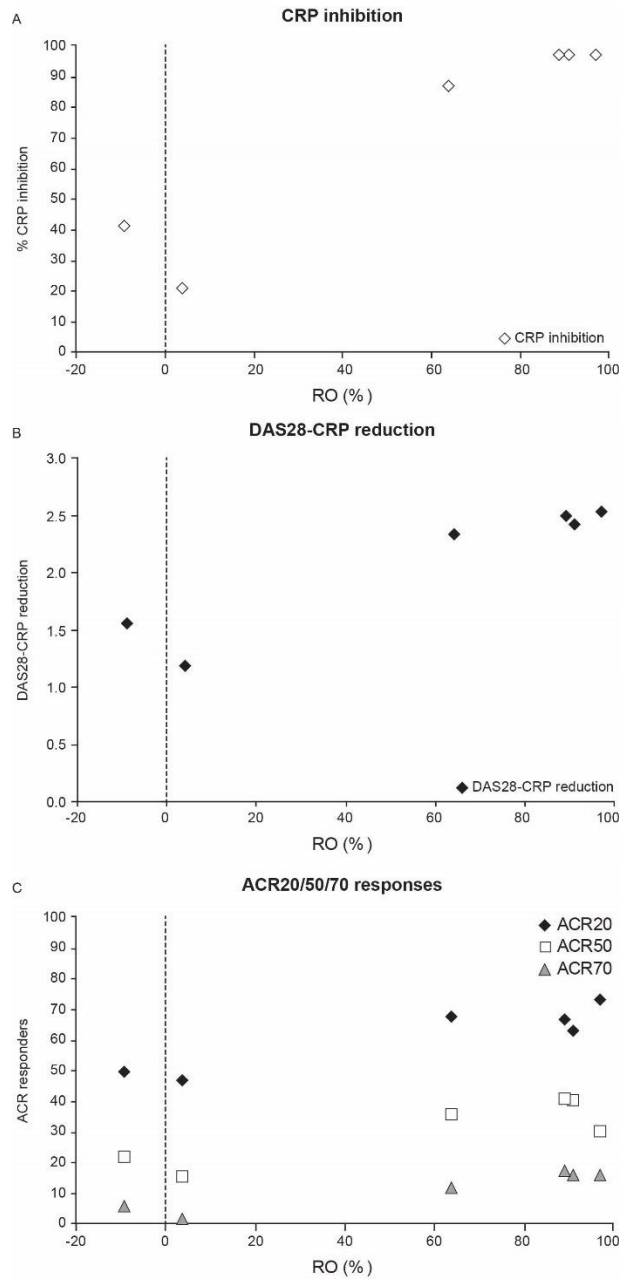 A
CRP inhibition
100
90
80
70
60
50
40
30
20
10
0
% CRP inhibition
CRP inhibition
-20 0 20 40 60 80 100
RO (%)
B
DAS28-CRP reduction
3.0
2.5
2.0
1.5
1.0
0.5
0.0
DAS28-CRP reduction
DAS28-CRP reduction
-20 0 20 40 60 80 100
RO (%)
C
ACR20/50/70 responses
100
90
80
70
60
50
40
30
20
10
0
ACR responders
ACR20
ACR50
ACR70
-20 0 20 40 60 80 100
RO (%)